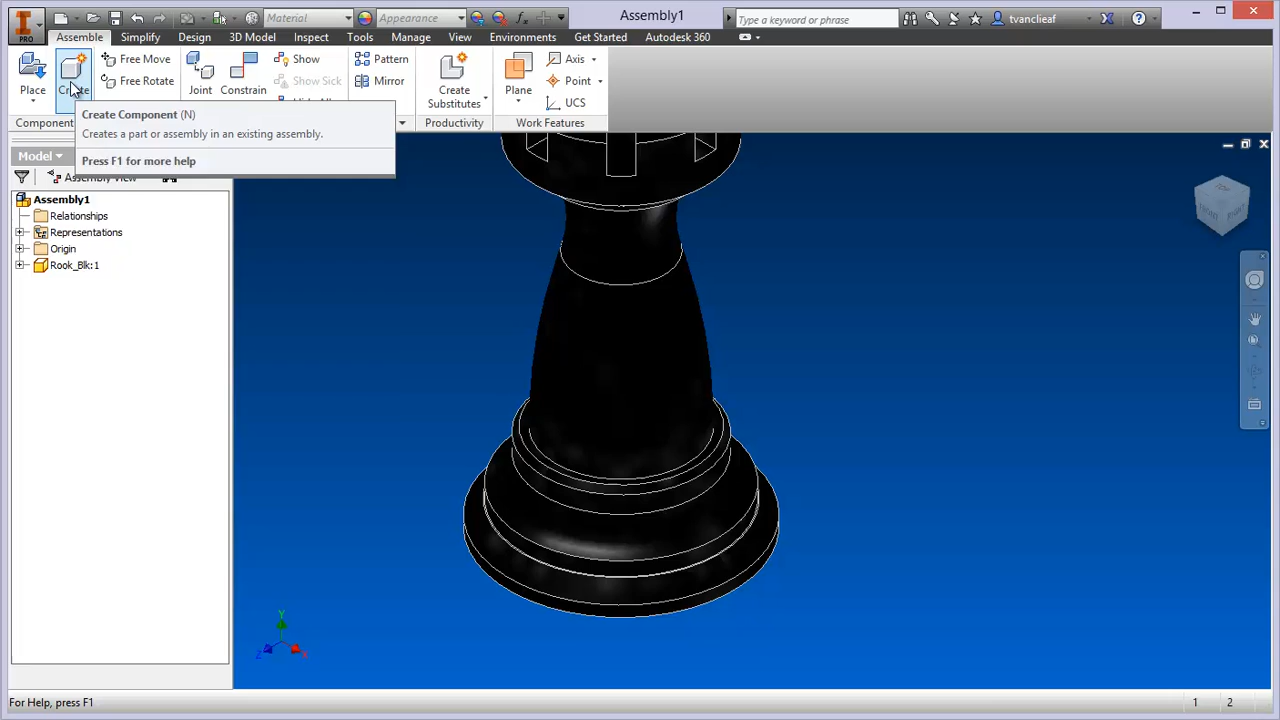 Material
Appearance
Assembly1
Type a keyword or phrase
tvanclieaf
PRO
Assemble
Simplify
Design
3D Model
Inspect
Tools
Manage
View
Environments
Get Started
Autodesk 360
Place
Create
Free Move
Free Rotate
Joint
Constrain
Show
Show Sick
Pattern
Mirror
Create
Substitutes
Plane
Axis
Point
UCS
Component
Productivity
Work Features
Create Component (N)
Creates a part or assembly in an existing assembly.
Press F1 for more help
Model
Assembly View
Assembly1
Relationships
Representations
Origin
Rook_Blk:1
Y
Z
X
For Help, press F1
1
2